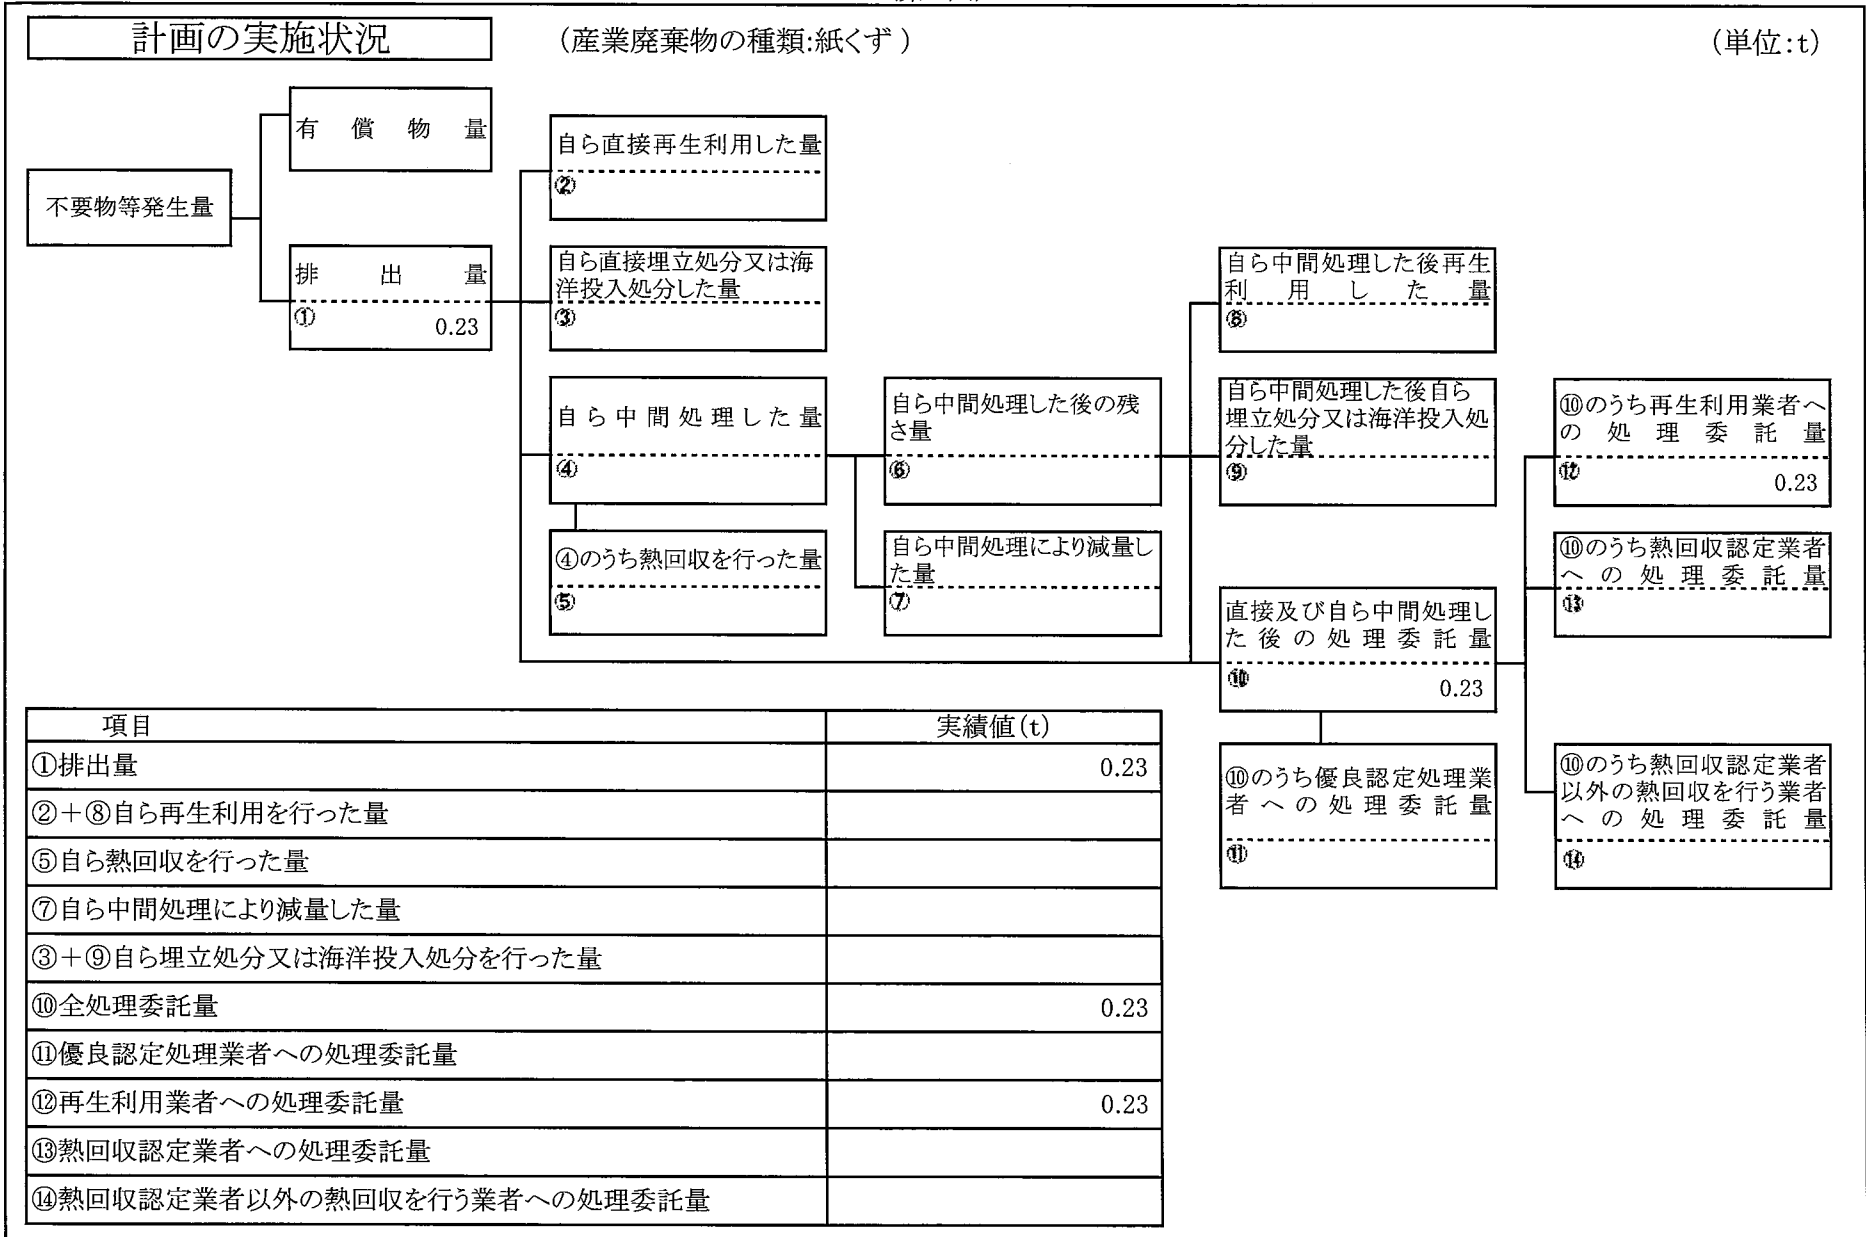 計画の実施状況
(産業廃棄物の種類:紙くず )
(単位:t)
有償物量
不要物等発生量
排出量
①
0.23
自ら直接再生利用した量
②
自ら直接埋立処分又は海
洋投入処分した量
③
自ら中間処理した量
④
④のうち熱回収を行った量
⑤
自ら中間処理した後の残
さ量
⑥
自ら中間処理により減量し
た量
⑦
自ら中間処理した後再生
利用した量
⑧
自ら中間処理した後自ら
埋立処分又は海洋投入処
分した量
⑨
直接及び自ら中間処理し
た後の処理委託量
⑩
0.23
⑩のうち優良認定処理業
者への処理委託量
⑪
⑩のうち再生利用業者へ
の処理委託量
⑫
0.23
⑩のうち熱回収認定業者
への処理委託量
⑬
⑩のうち熱回収認定業者
以外の熱回収を行う業者
への処理委託量
⑭
項目 実績値(t)
①排出量 0.23
②+⑧自ら再生利用を行った量
⑤自ら熱回収を行った量
⑦自ら中間処理により減量した量
③+⑨自ら埋立処分又は海洋投入処分を行った量
⑩全処理委託量 0.23
⑪優良認定処理業者への処理委託量
⑫再生利用業者への処理委託量 0.23
⑬熱回収認定業者への処理委託量
⑭熱回収認定業者以外の熱回収を行う業者への処理委託量